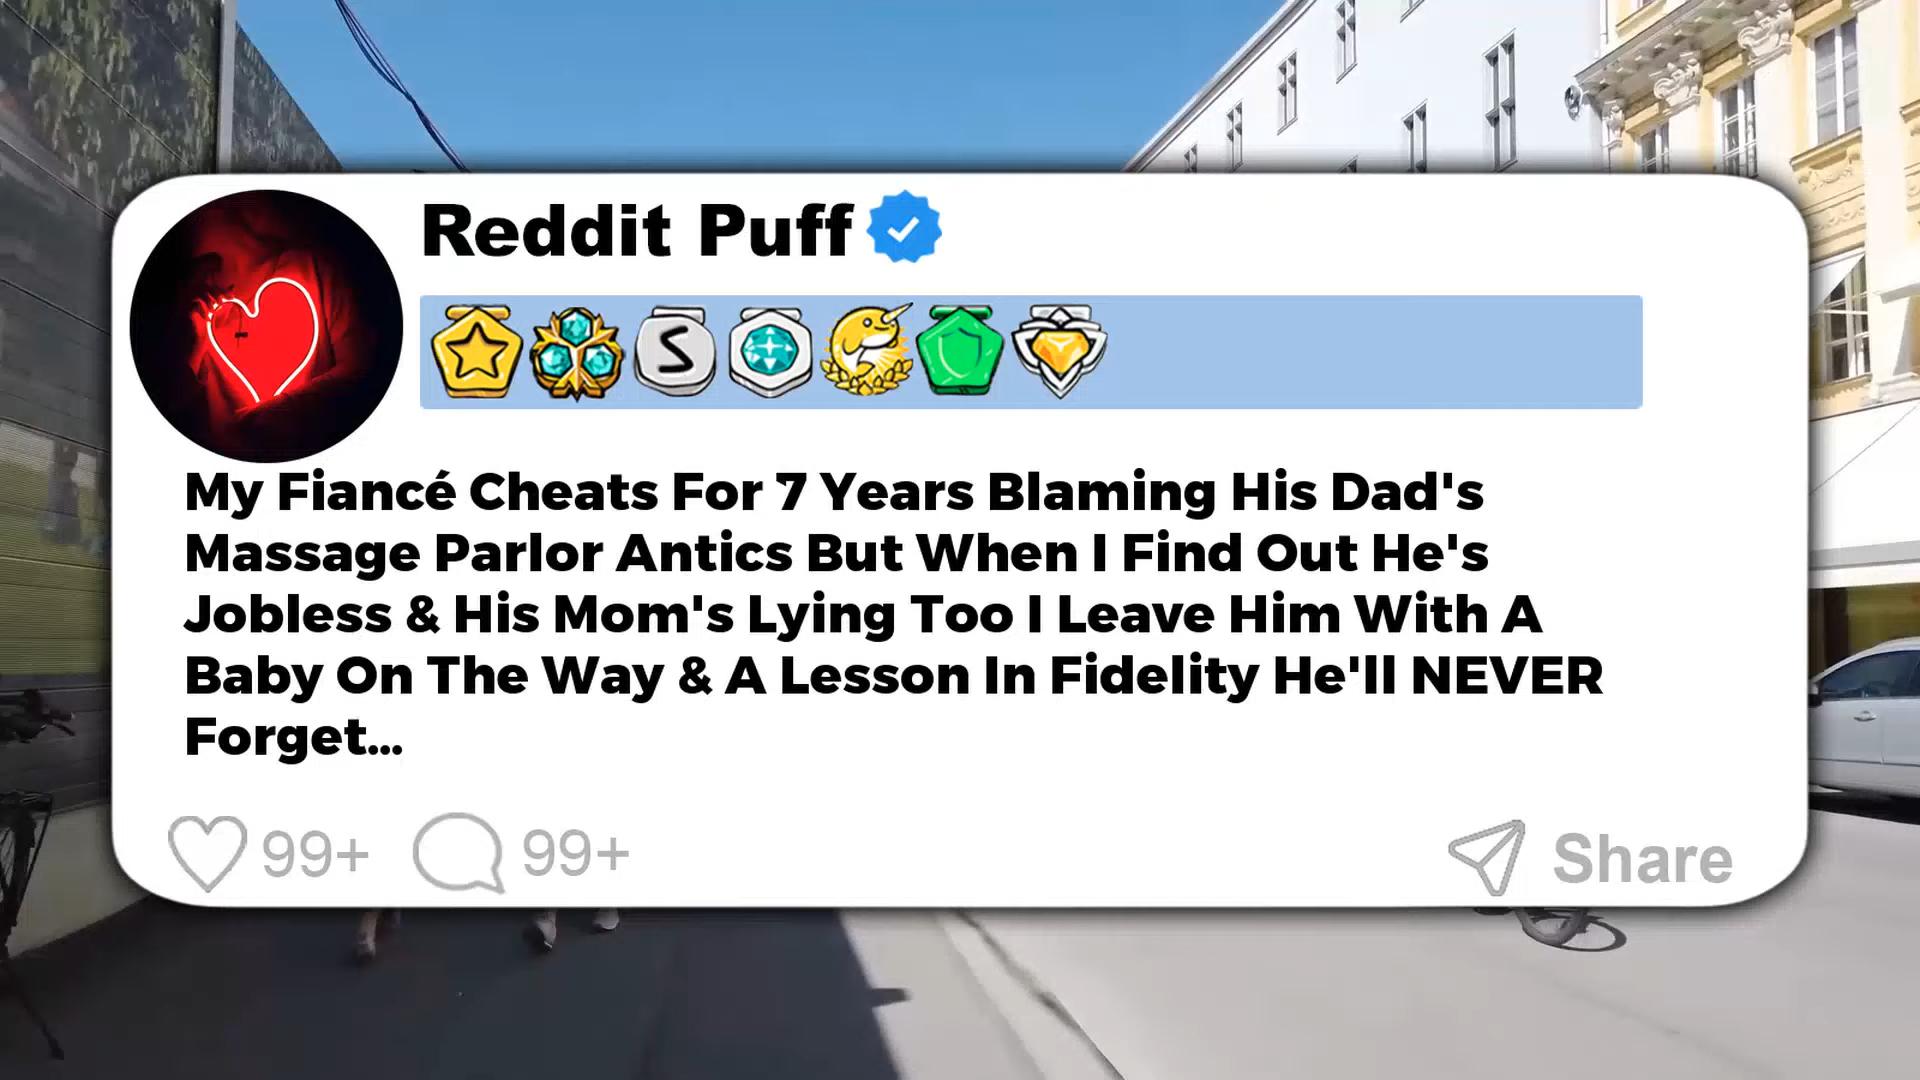 Reddit Puff
S
My Fiancé Cheats For 7 Years Blaming His Dad's
Massage Parlor Antics But When I Find Out He's
Jobless & His Mom's Lying Too I Leave Him With A
Baby On The Way & A Lesson In Fidelity He'll NEVER
Forget...
99+ 99+ Share